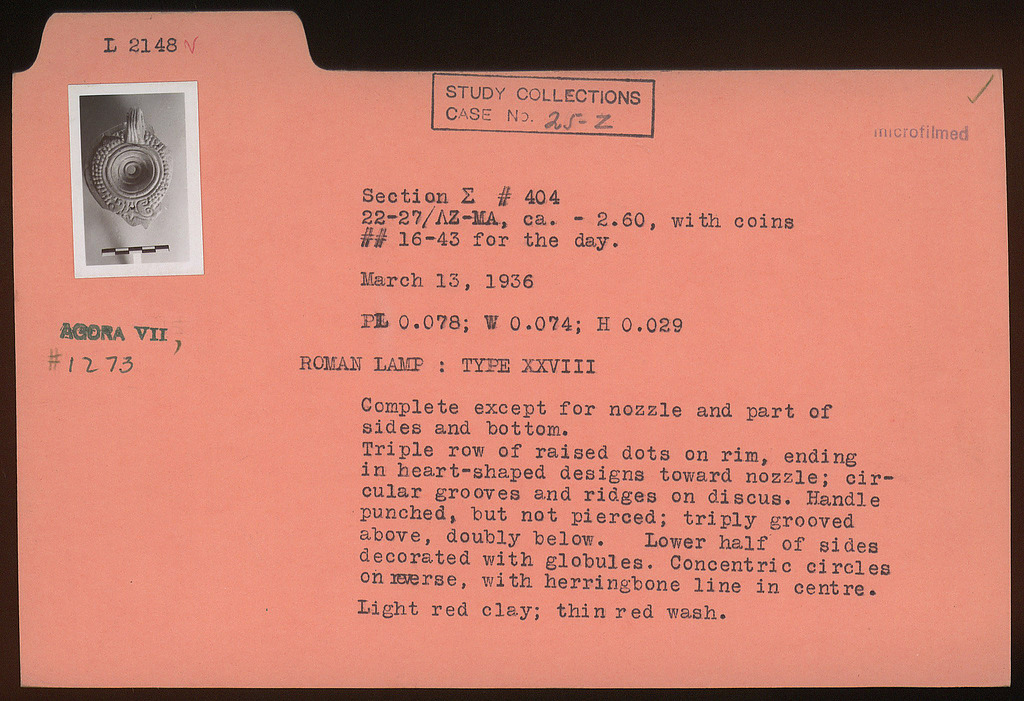 L 2148 √
STUDY COLLECTIONS
CASE No. 25-Z
microfilmed
Section Σ # 404
22-27/ΛΖ-ΜΑ, ca. - 2.60, with coins
## 16-43 for the day.
March 13, 1936
PL 0.078; W 0.074; H 0.029
AGORA VII,
#1273
ROMAN LAMP : TYPE XXVIII
Complete except for nozzle and part of
sides and bottom.
Triple row of raised dots on rim, ending
in heart-shaped designs toward nozzle; cir-
cular grooves and ridges on discus. Handle
punched, but not pierced; triply grooved
above, doubly below. Lower half of sides
decorated with globules. Concentric circles
on reverse, with herringbone line in centre.
Light red clay; thin red wash.